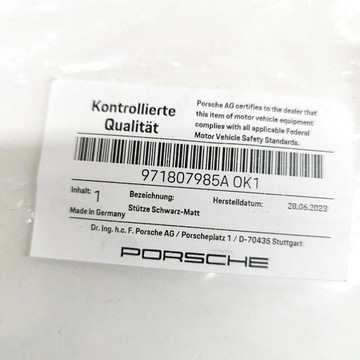 Kontrollierte
Qualität
Porsche AG certifies to the dealer that
this item of motor vehicle equipment
complies with all applicable Federal
Motor Vehicle Safety Standards.
971807985A OK1
Inhalt: 1 Bezeichnung: Herstelldatum: 28.06.2023
Made in Germany Stütze Schwarz-Matt
Dr. Ing. h.c. F. Porsche AG / Porscheplatz 1 / D-70435 Stuttgart
PORSCHE